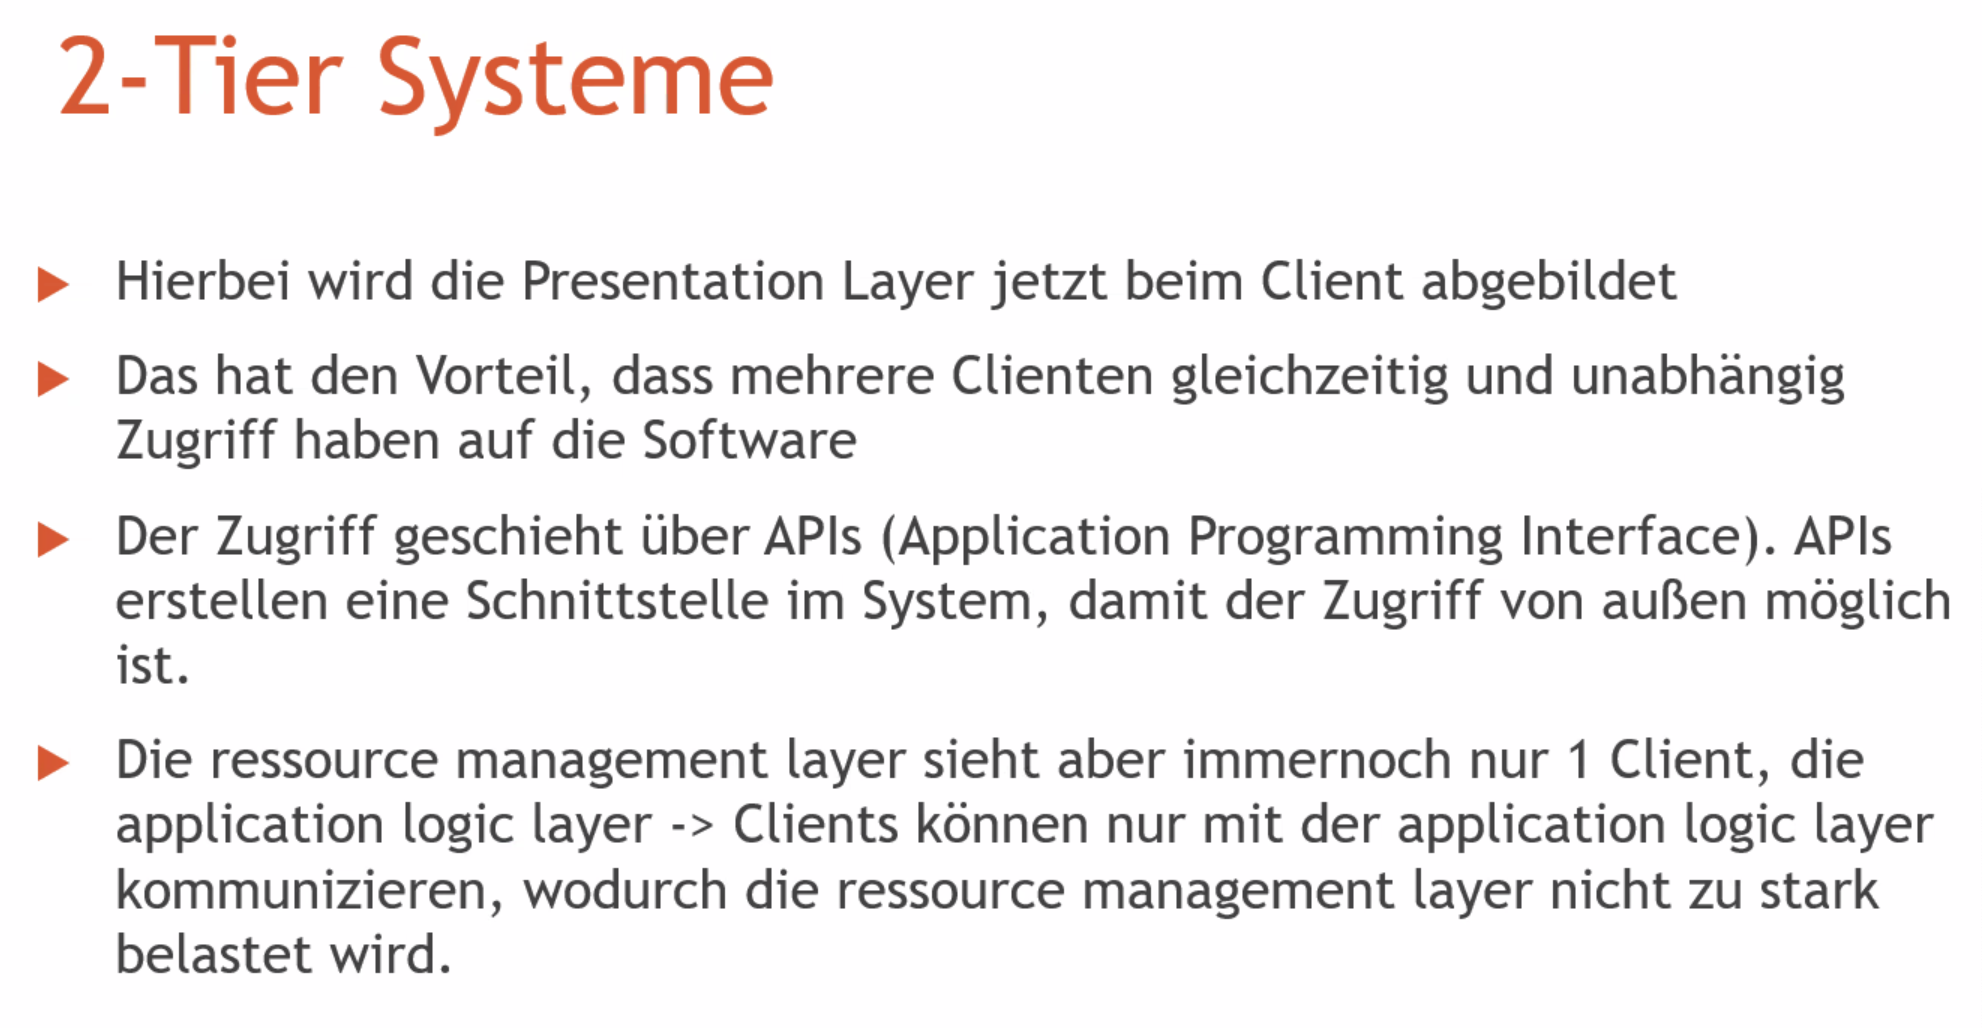 2-Tier Systeme
Hierbei wird die Presentation Layer jetzt beim Client abgebildet
Das hat den Vorteil, dass mehrere Clienten gleichzeitig und unabhängig
Zugriff haben auf die Software
Der Zugriff geschieht über APIs (Application Programming Interface). APIs
erstellen eine Schnittstelle im System, damit der Zugriff von außen möglich
ist.
Die ressource management layer sieht aber immernoch nur 1 Client, die
application logic layer -> Clients können nur mit der application logic layer
kommunizieren, wodurch die ressource management layer nicht zu stark
belastet wird.